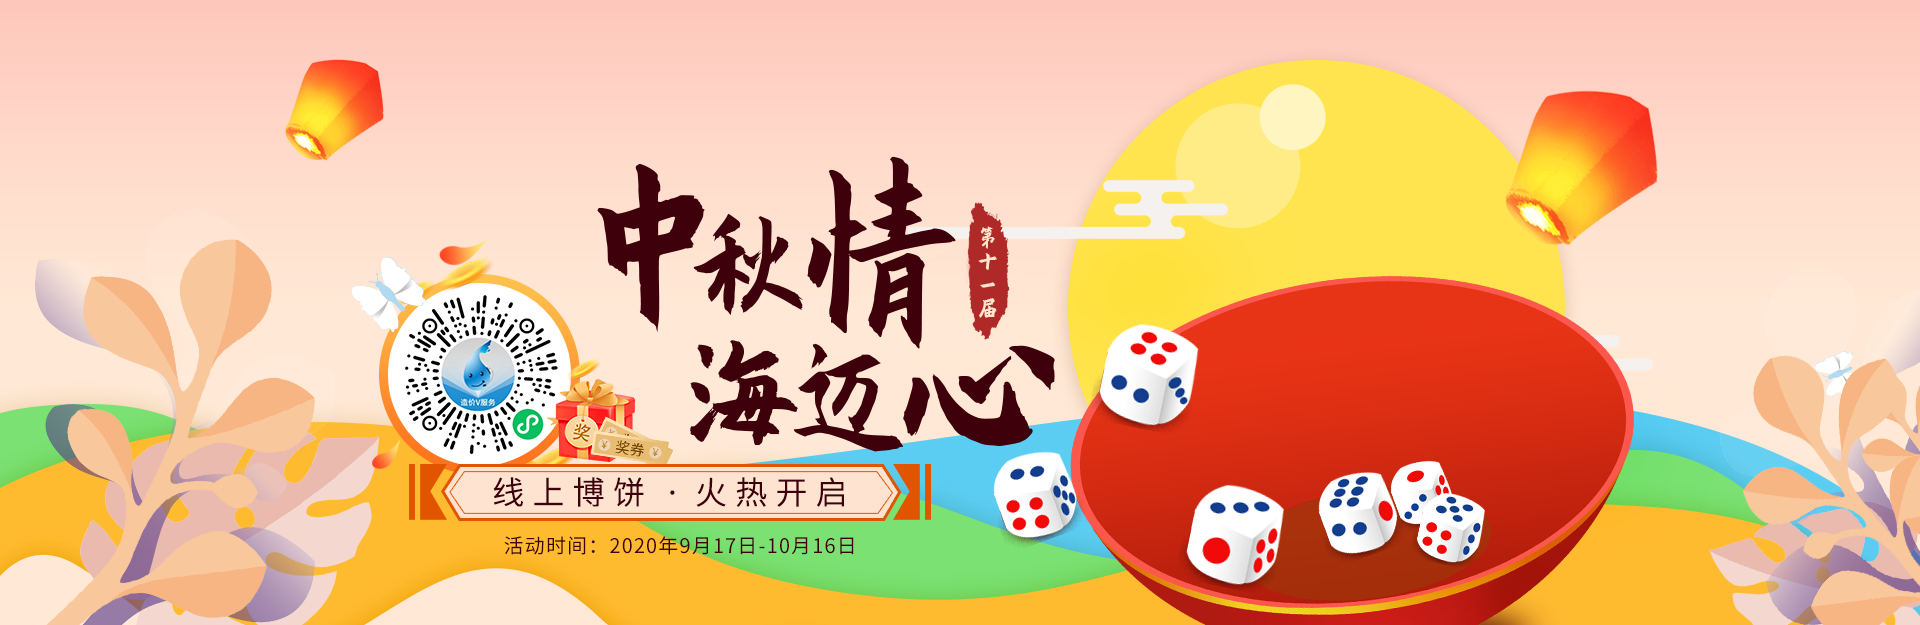 中秋情
第十一届
海迈心
造价V服务
奖
奖券
线上博饼 · 火热开启
活动时间：2020年9月17日-10月16日